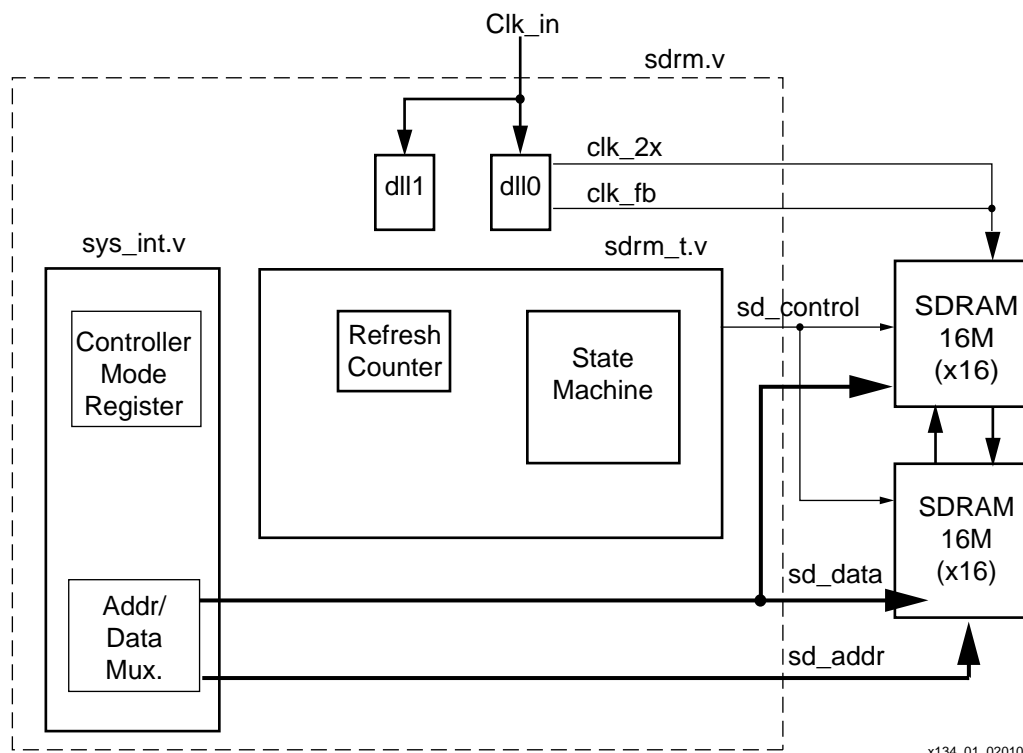 Clk_in
sdrm.v
clk_2x
dll1
dll0
clk_fb
sys_int.v
sdrm_t.v
Controller
Mode
Register
Refresh
Counter
State
Machine
sd_control
SDRAM
16M
(x16)
SDRAM
16M
(x16)
Addr/
Data
Mux.
sd_data
sd_addr
x134_01_02010